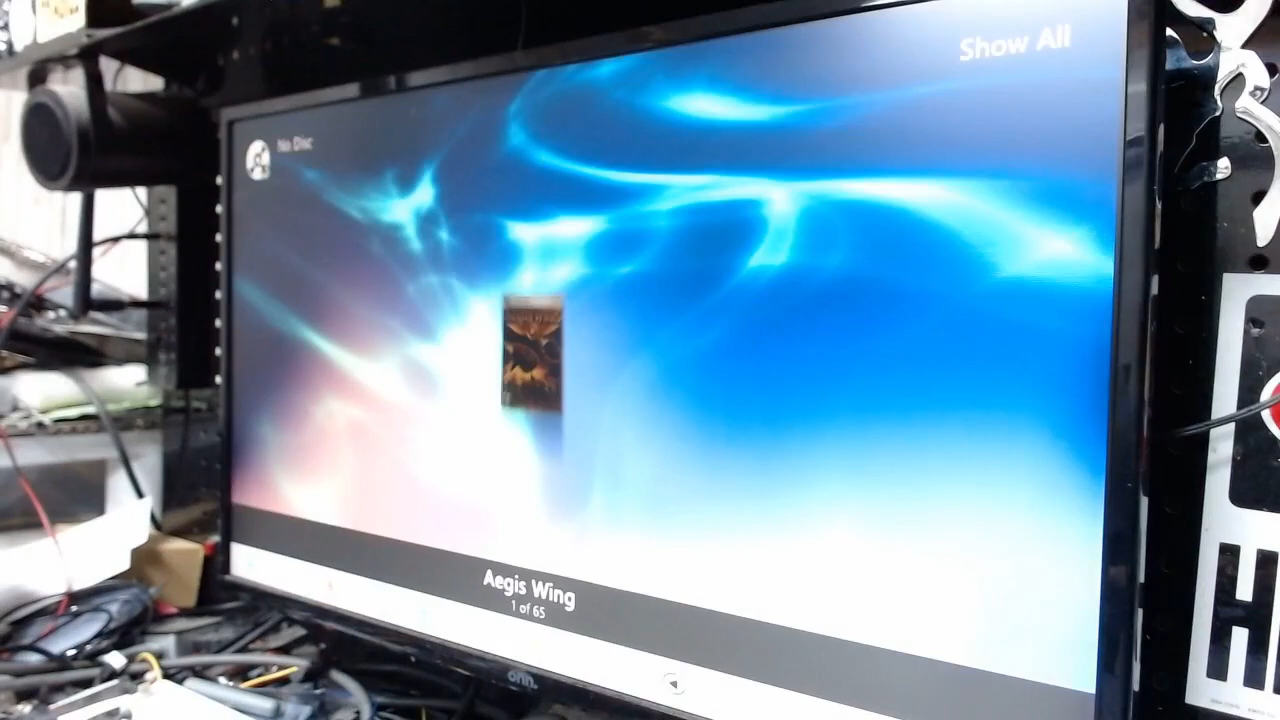 Show All
No Disc
Aegis Wing
1 of 65
onn.
H